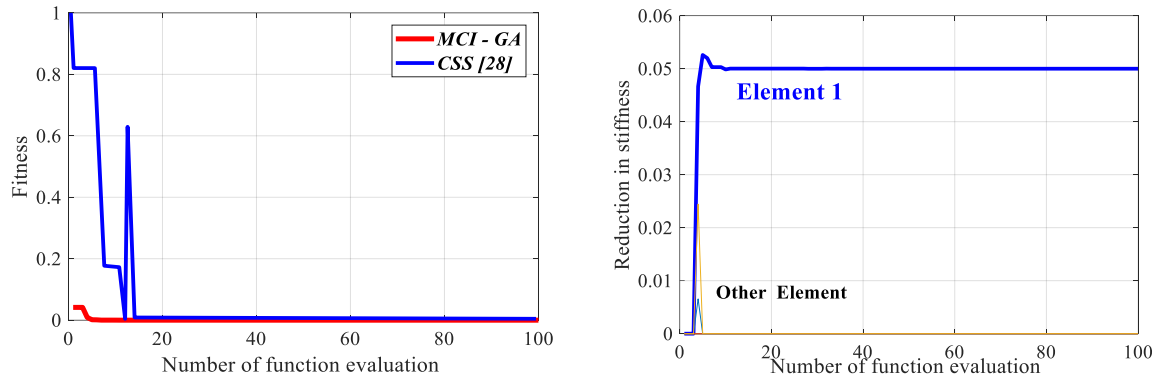 1
0.8
0.6
0.4
0.2
0
Fitness
MCI - GA
CSS [28]
0 20 40 60 80 100
Number of function evaluation
0.06
0.05
0.04
0.03
0.02
0.01
0
Reduction in stiffness
Element 1
Other Element
0 20 40 60 80 100
Number of function evaluation